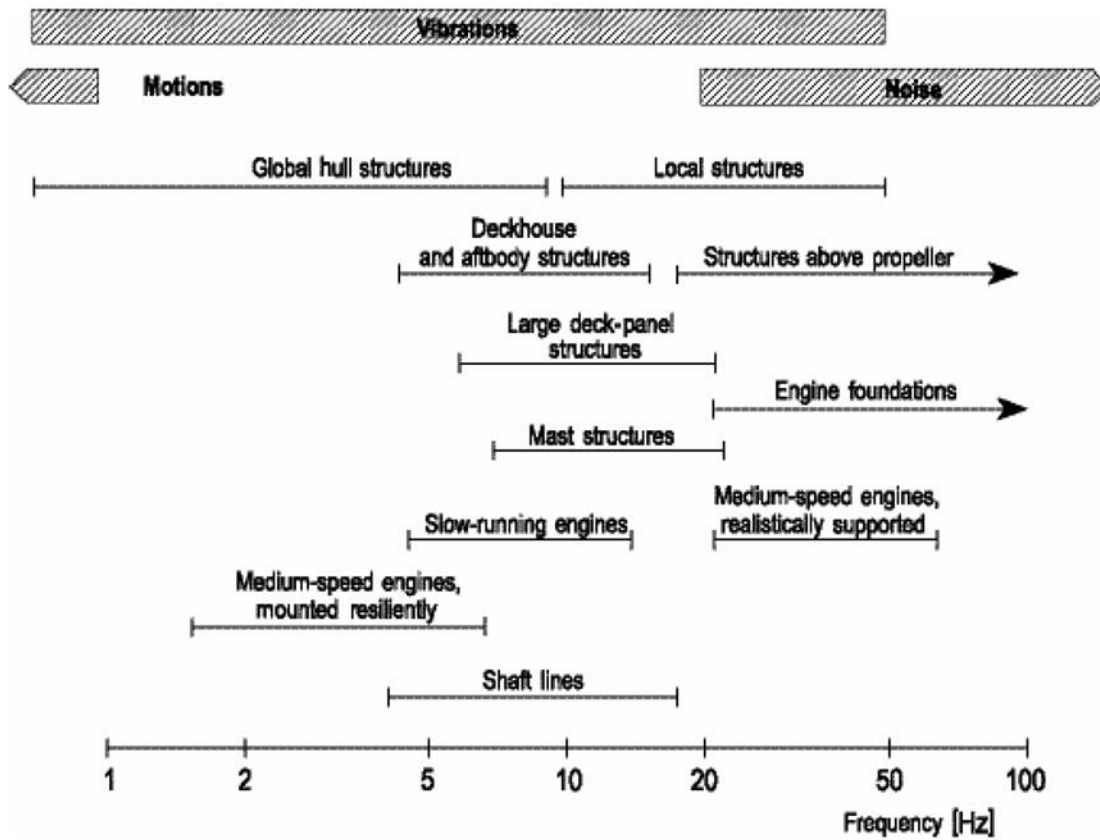 Vibrations
Motions
Noise
Global hull structures
Local structures
Deckhouse
and aftbody structures
Structures above propeller
Large deck-panel
structures
Engine foundations
Mast structures
Slow-running engines
Medium-speed engines,
realistically supported
Medium-speed engines,
mounted resiliently
Shaft lines
1 2 5 10 20 50 100
Frequency [Hz]